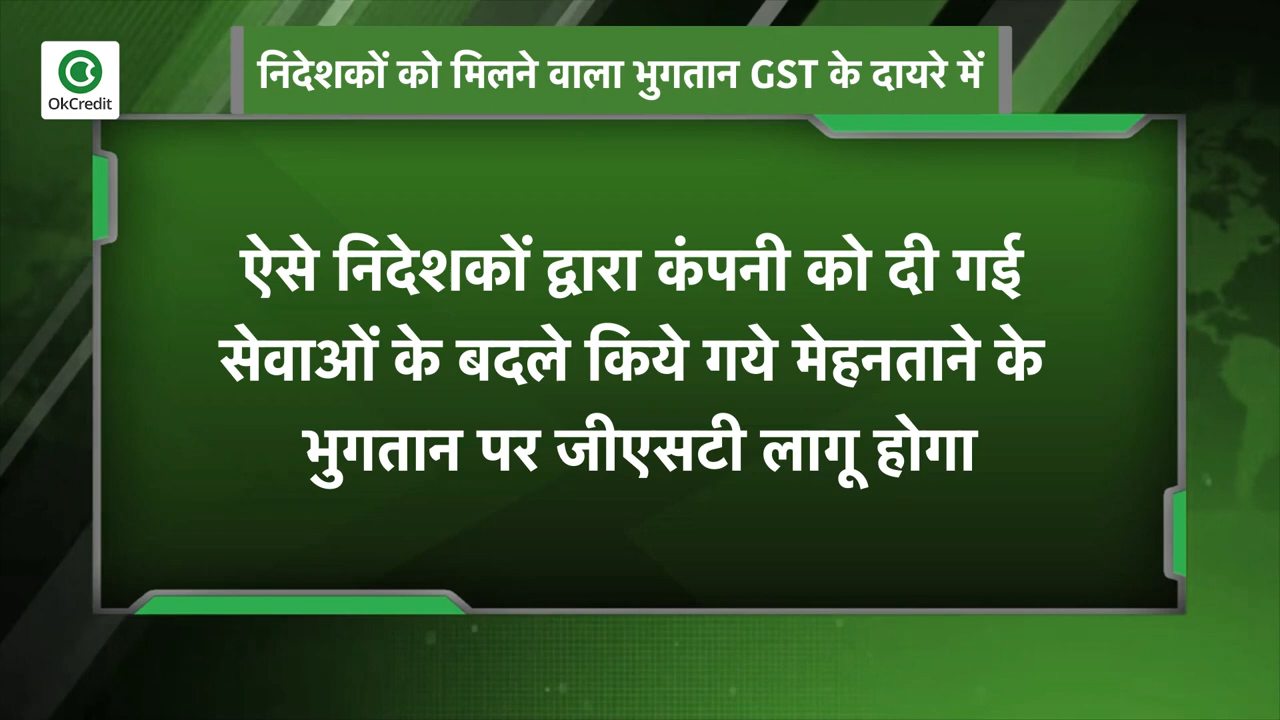 निदेशकों को मिलने वाला भुगतान GST के दायरे में
OkCredit
ऐसे निदेशकों द्वारा कंपनी को दी गई
सेवाओं के बदले किये गये मेहनताने के
भुगतान पर जीएसटी लागू होगा